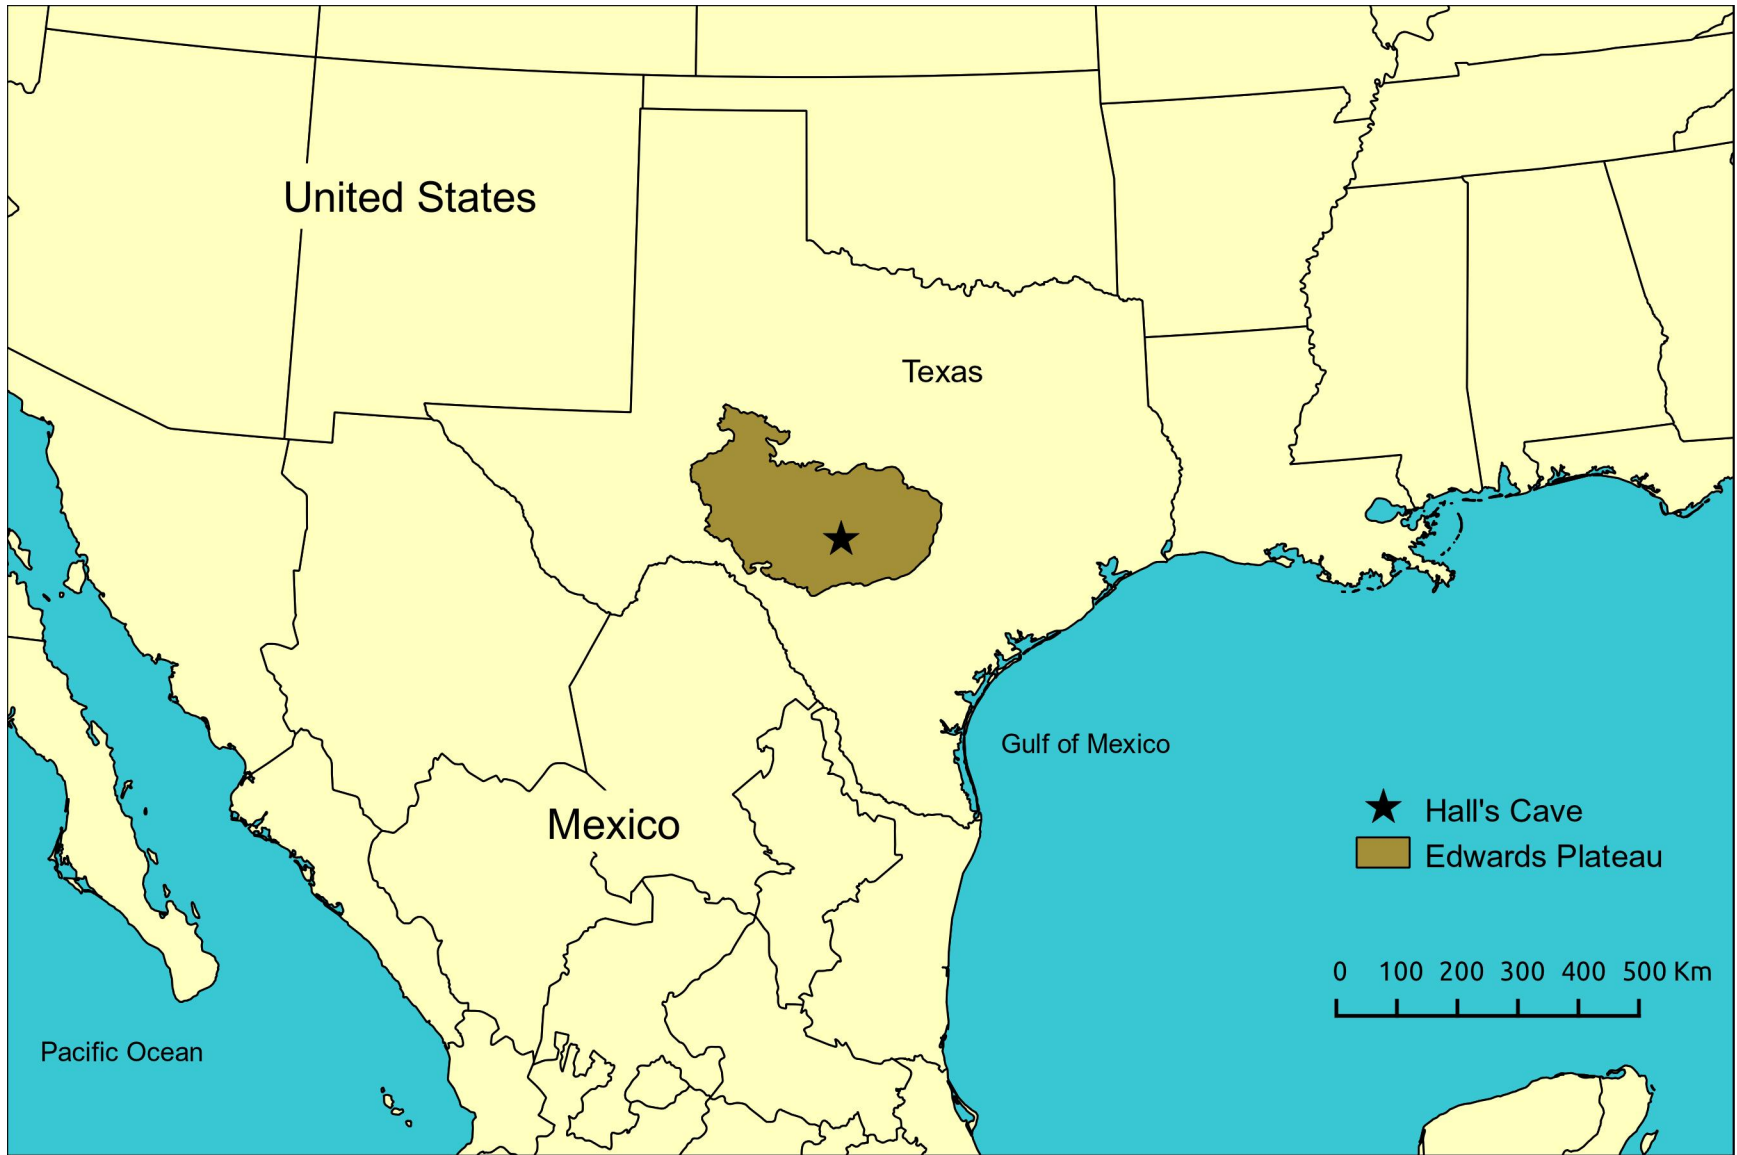 United States
Texas
Gulf of Mexico
Mexico
Hall's Cave
Edwards Plateau
0 100 200 300 400 500 Km
Pacific Ocean